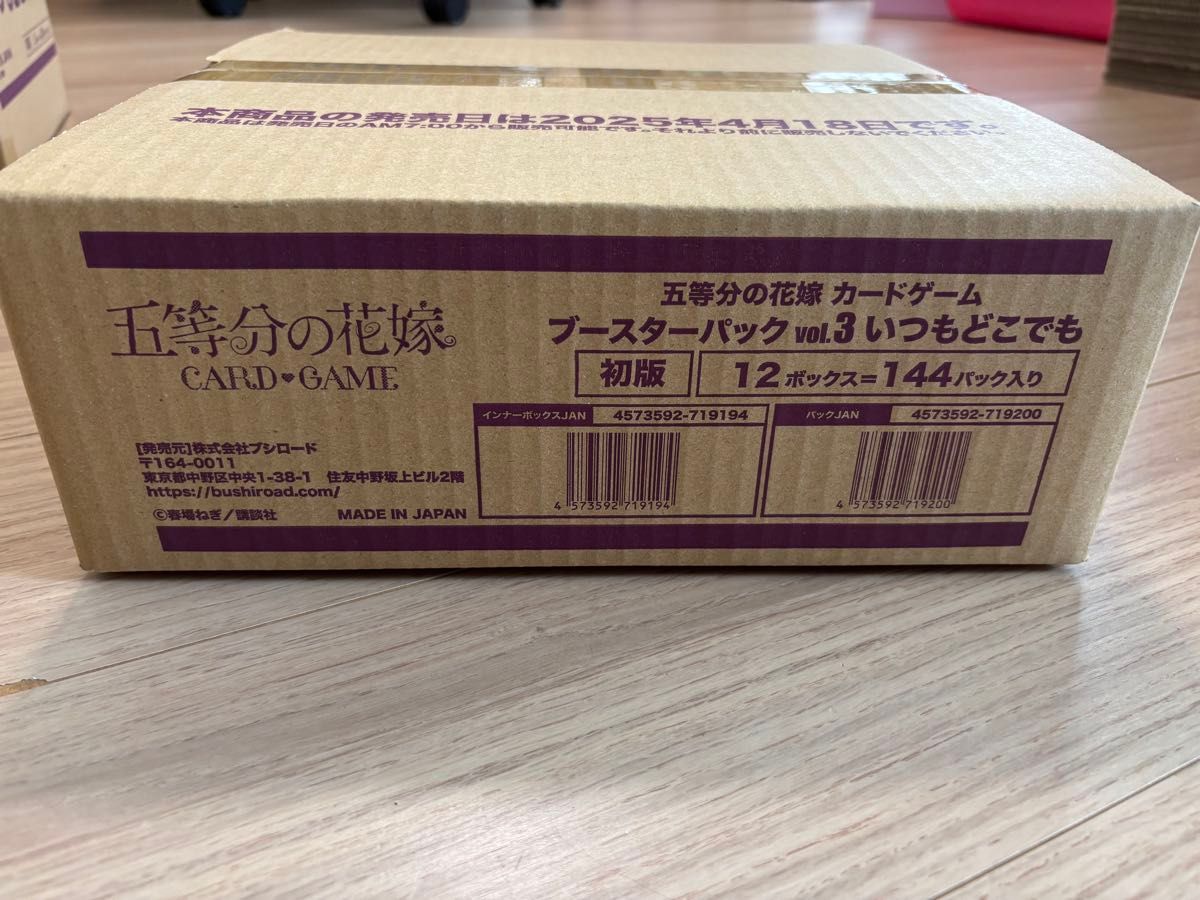 本商品の発売日は2025年4月18日です。
本商品は発売日のAM7:00から販売可能です。それより前に販売しないでください。
五等分の花嫁
CARD♥GAME
五等分の花嫁 カードゲーム
ブースターパック vol.3 いつもどこでも
初版
12ボックス=144パック入り
インナーボックスJAN 4573592-719194
4 573592 719194
パックJAN 4573592-719200
4 573592 719200
[発売元]株式会社ブシロード
〒164-0011
東京都中野区中央1-38-1 住友中野坂上ビル2階
https://bushiroad.com/
©春場ねぎ/講談社 MADE IN JAPAN